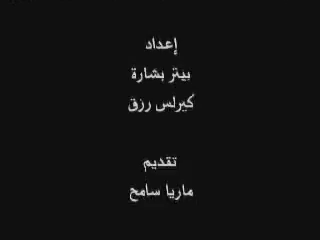 إعداد
بيتر بشارة
كيرلس رزق
تقديم
ماريا سامح